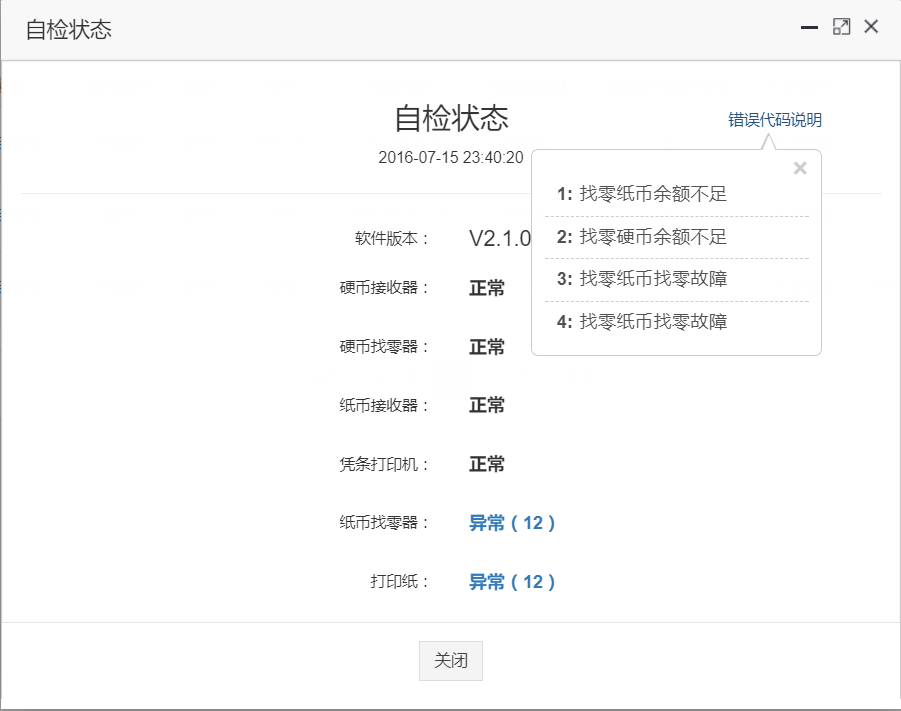 自检状态
自检状态
错误代码说明
2016-07-15 23:40:20
×
1: 找零纸币余额不足
2: 找零硬币余额不足
3: 找零纸币找零故障
4: 找零纸币找零故障
软件版本： V2.1.0
硬币接收器： 正常
硬币找零器： 正常
纸币接收器： 正常
凭条打印机： 正常
纸币找零器： 异常（12）
打印纸： 异常（12）
关闭